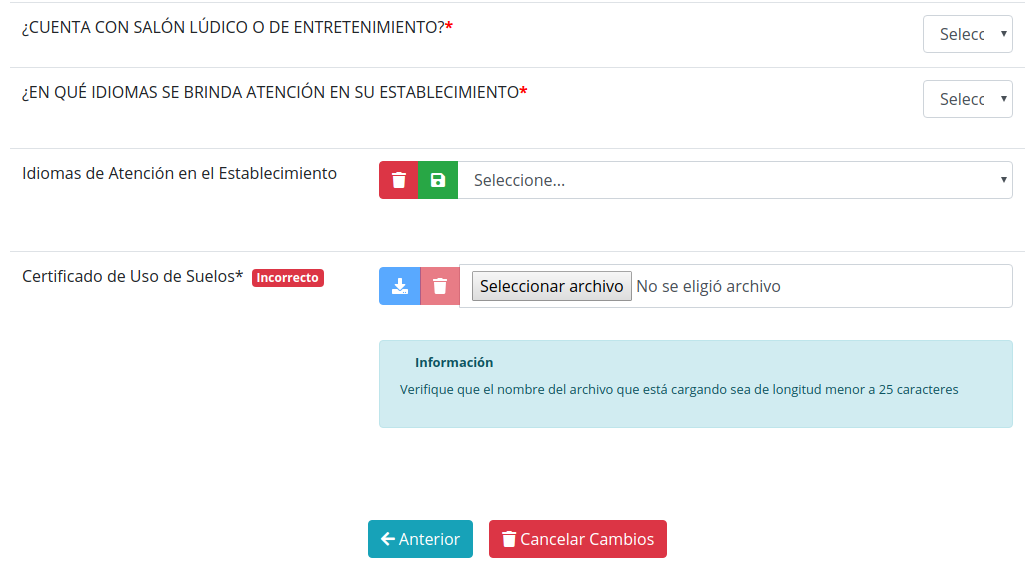 ¿CUENTA CON SALÓN LÚDICO O DE ENTRETENIMIENTO?* Selecc
¿EN QUÉ IDIOMAS SE BRINDA ATENCIÓN EN SU ESTABLECIMIENTO* Selecc
Idiomas de Atención en el Establecimiento Seleccione...
Certificado de Uso de Suelos* Incorrecto Seleccionar archivo No se eligió archivo
Información
Verifique que el nombre del archivo que está cargando sea de longitud menor a 25 caracteres
Anterior Cancelar Cambios